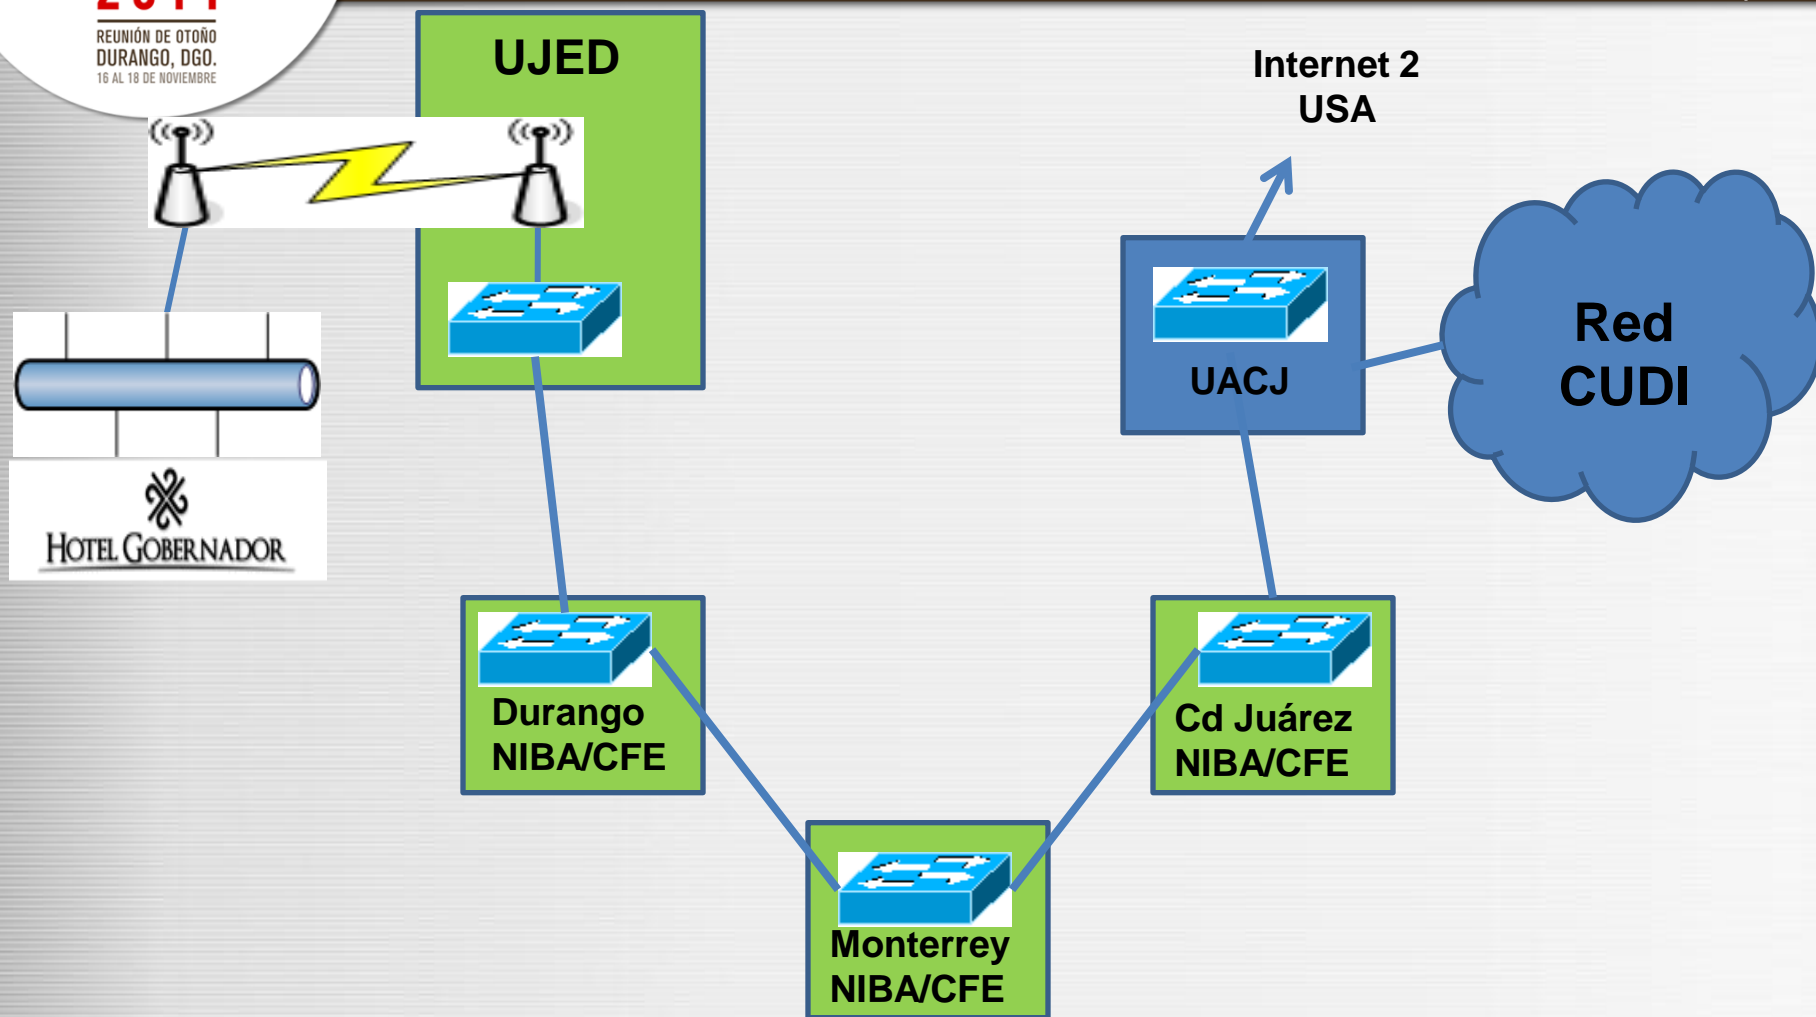 2011
REUNIÓN DE OTOÑO
DURANGO, DGO.
16 AL 18 DE NOVIEMBRE
UJED
Internet 2
USA
UACJ
Red
CUDI
HOTEL GOBERNADOR
Durango
NIBA/CFE
Cd Juárez
NIBA/CFE
Monterrey
NIBA/CFE